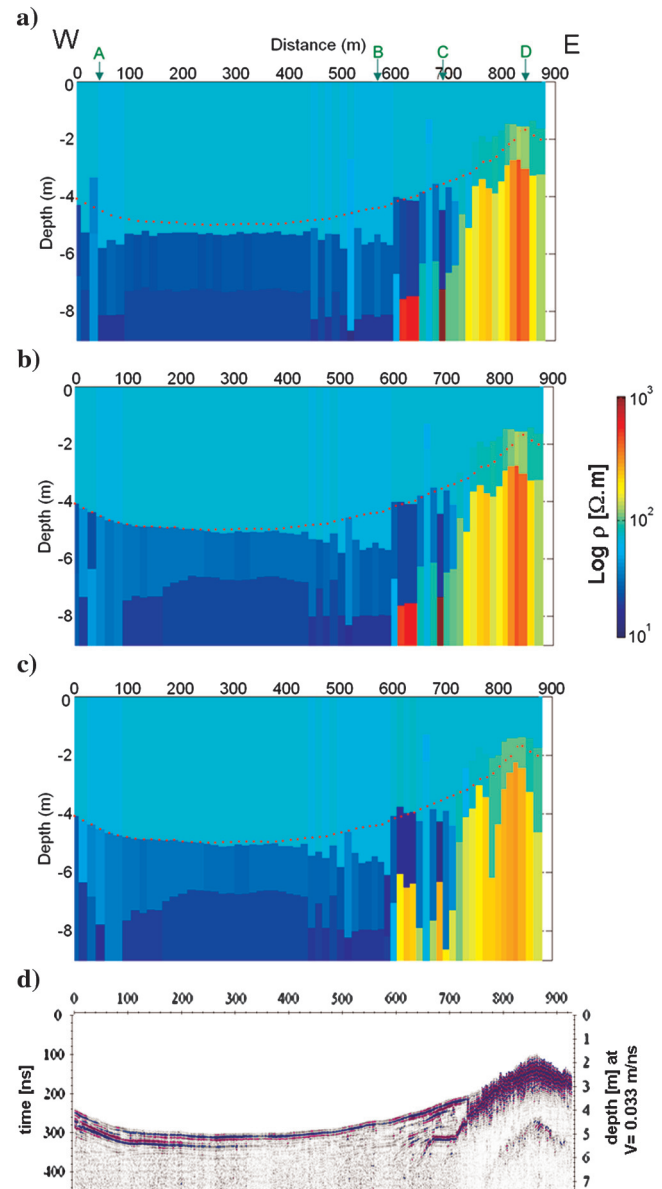 a)
W Distance (m) E
A B C D
0 100 200 300 400 500 600 700 800 900
0
-2
-4
-6
-8
Depth (m)
b)
0 100 200 300 400 500 600 700 800 900
0
-2
-4
-6
-8
Depth (m)
10³
10²
10¹
Log ρ [Ω.m]
c)
0 100 200 300 400 500 600 700 800 900
0
-2
-4
-6
-8
Depth (m)
d)
0 100 200 300 400 500 600 700 800 900
0
100
200
300
400
time [ns]
0
1
2
3
4
5
6
7
depth [m] at
V= 0.033 m/ns